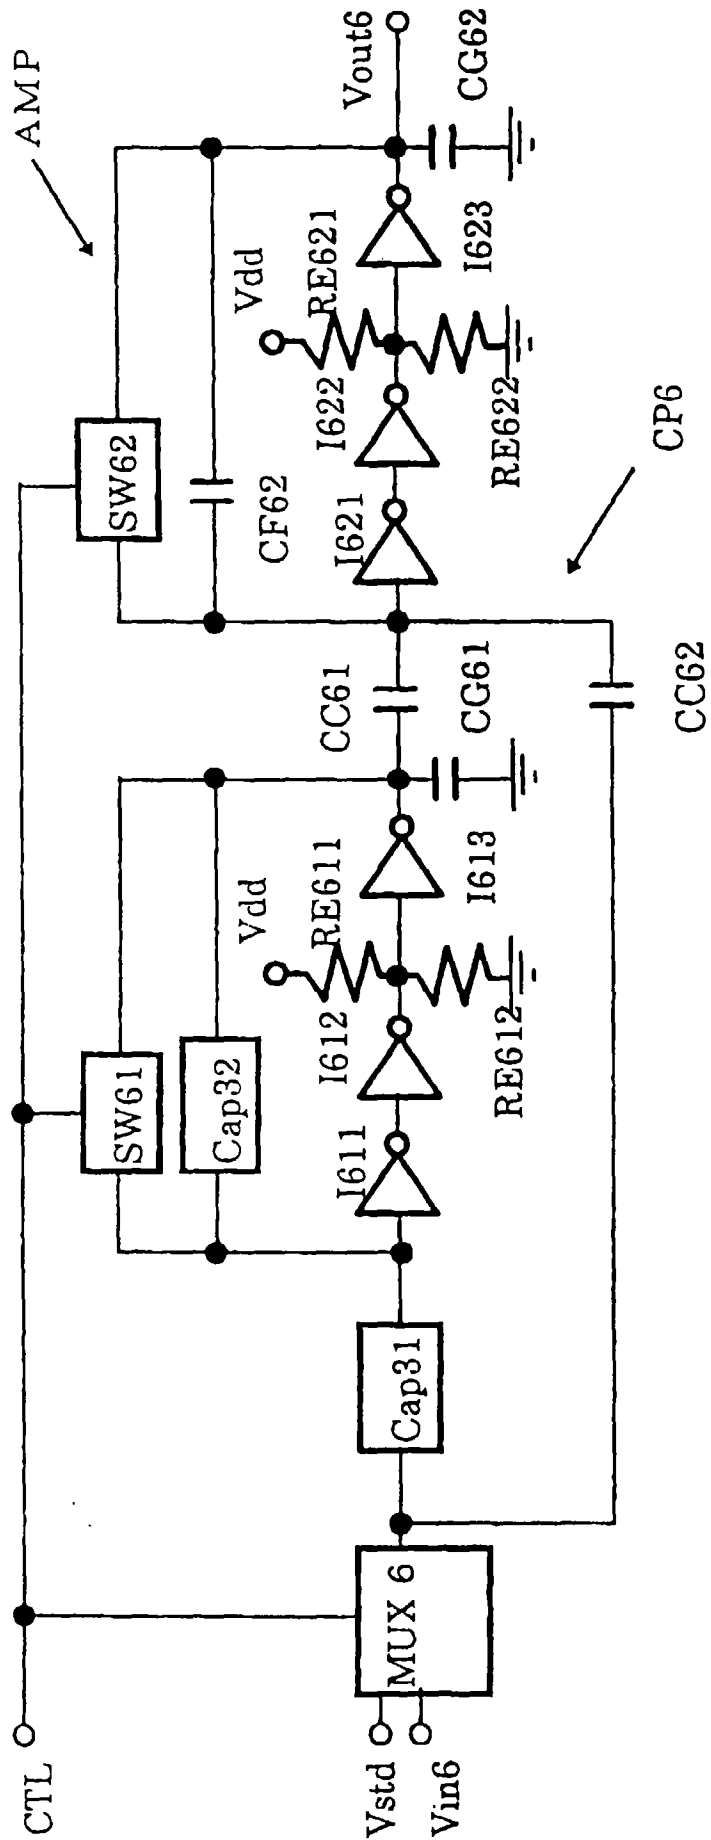 CTL
Vstd
Vin6
MUX 6
Cap31
SW61
Cap32
I611
I612
Vdd
RE611
RE612
I613
CG61
CC61
CC62
CP6
SW62
CF62
I621
I622
Vdd
RE621
RE622
I623
AMP
Vout6
CG62